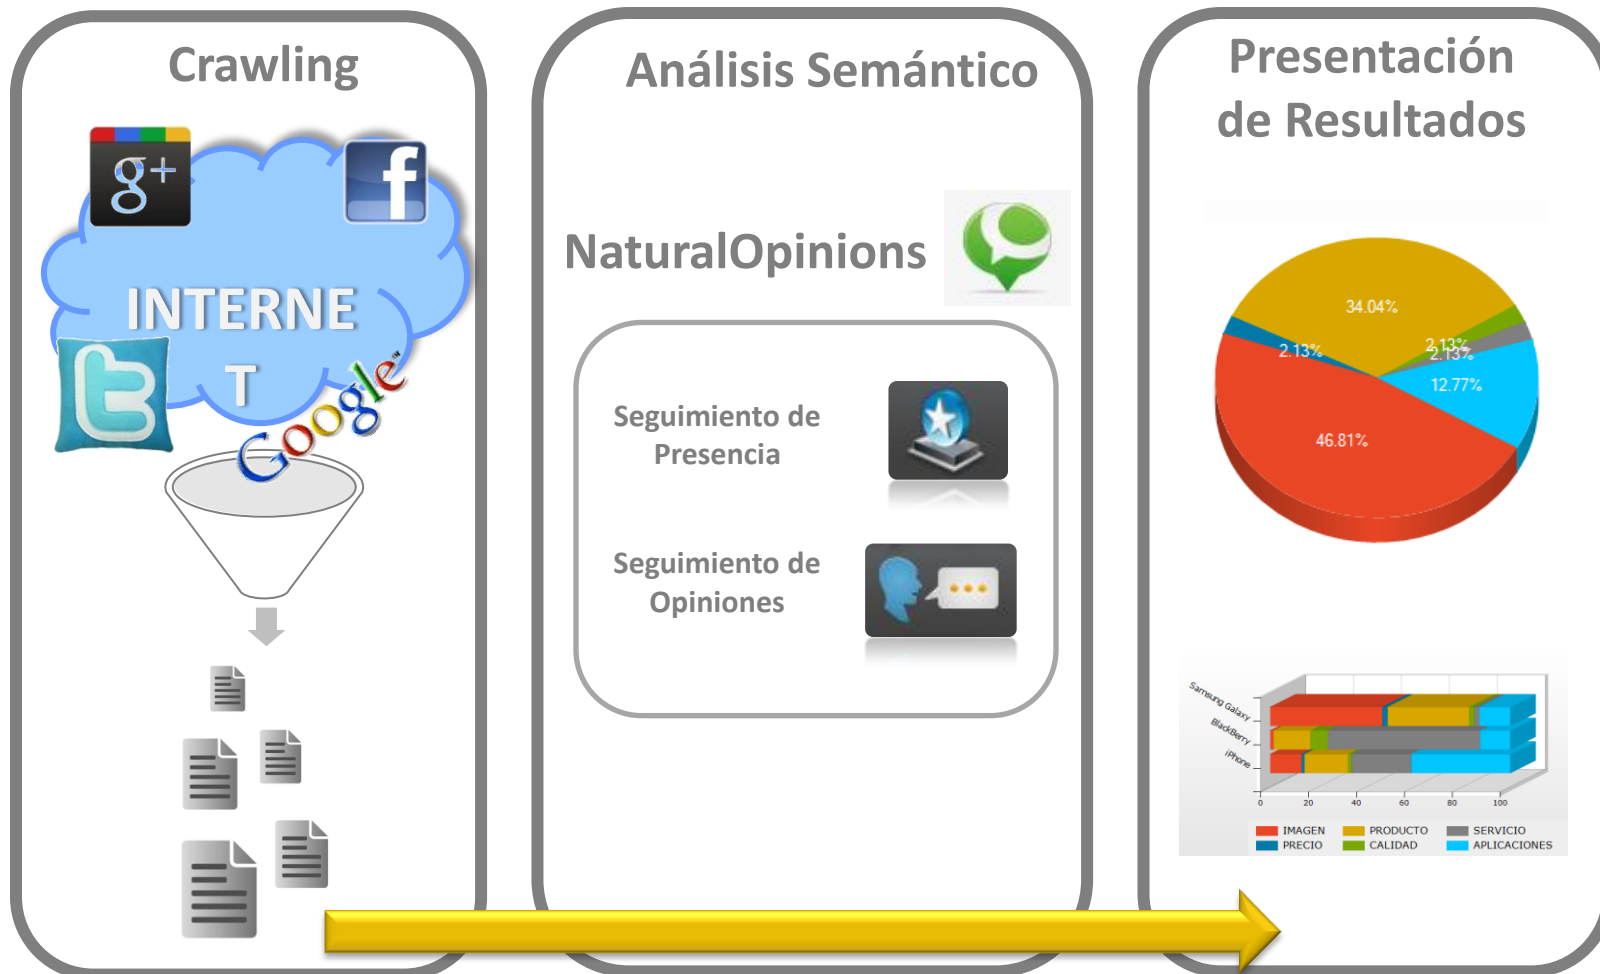 Crawling
g+
f
INTERNE
T
Google
Análisis Semántico
NaturalOpinions
Seguimiento de
Presencia
Seguimiento de
Opiniones
Presentación
de Resultados
34.04%
2.13%
2.13%
2.13%
12.77%
46.81%
Samsung Galaxy
BlackBerry
iPhone
0 20 40 60 80 100
IMAGEN PRODUCTO SERVICIO
PRECIO CALIDAD APLICACIONES